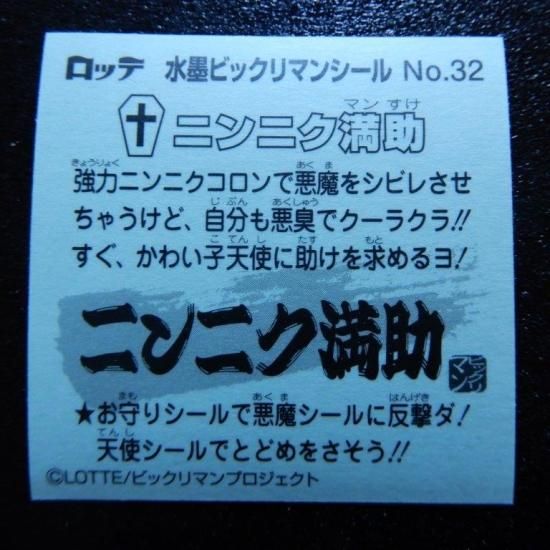 ロッテ 水墨ビックリマンシール No.32
マン すけ
ニンニク満助
きょうりょく あくま
強力ニンニクコロンで悪魔をシビレさせ
じぶん あくしゅう
ちゃうけど、自分も悪臭でクーラクラ!!
こてんし たす もと
すぐ、かわい子天使に助けを求めるヨ!
ニンニク満助
ビックリマン
まも あくま はんげき
★お守りシールで悪魔シールに反撃ダ!
てんし
天使シールでとどめをさそう!!
©LOTTE/ビックリマンプロジェクト